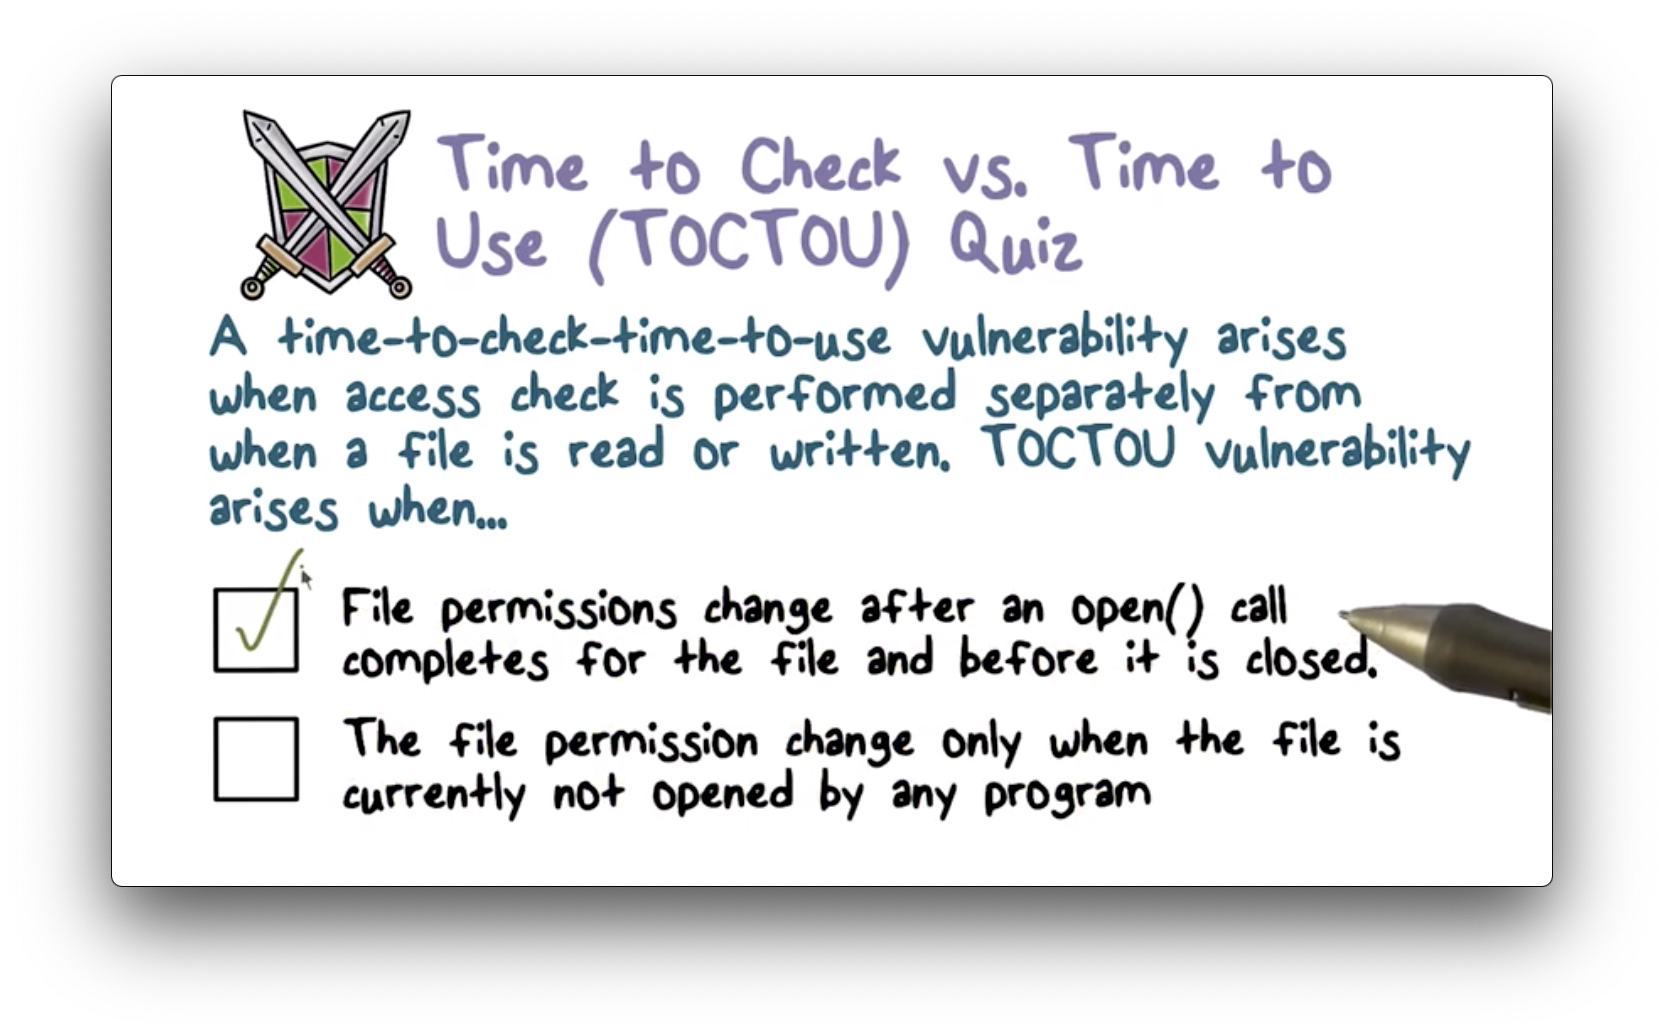 Time to Check vs. Time to
Use (TOCTOU) Quiz
A time-to-check-time-to-use vulnerability arises
when access check is performed separately from
when a file is read or written. TOCTOU vulnerability
arises when...
File permissions change after an open() call
completes for the file and before it is closed.
The file permission change only when the file is
currently not opened by any program